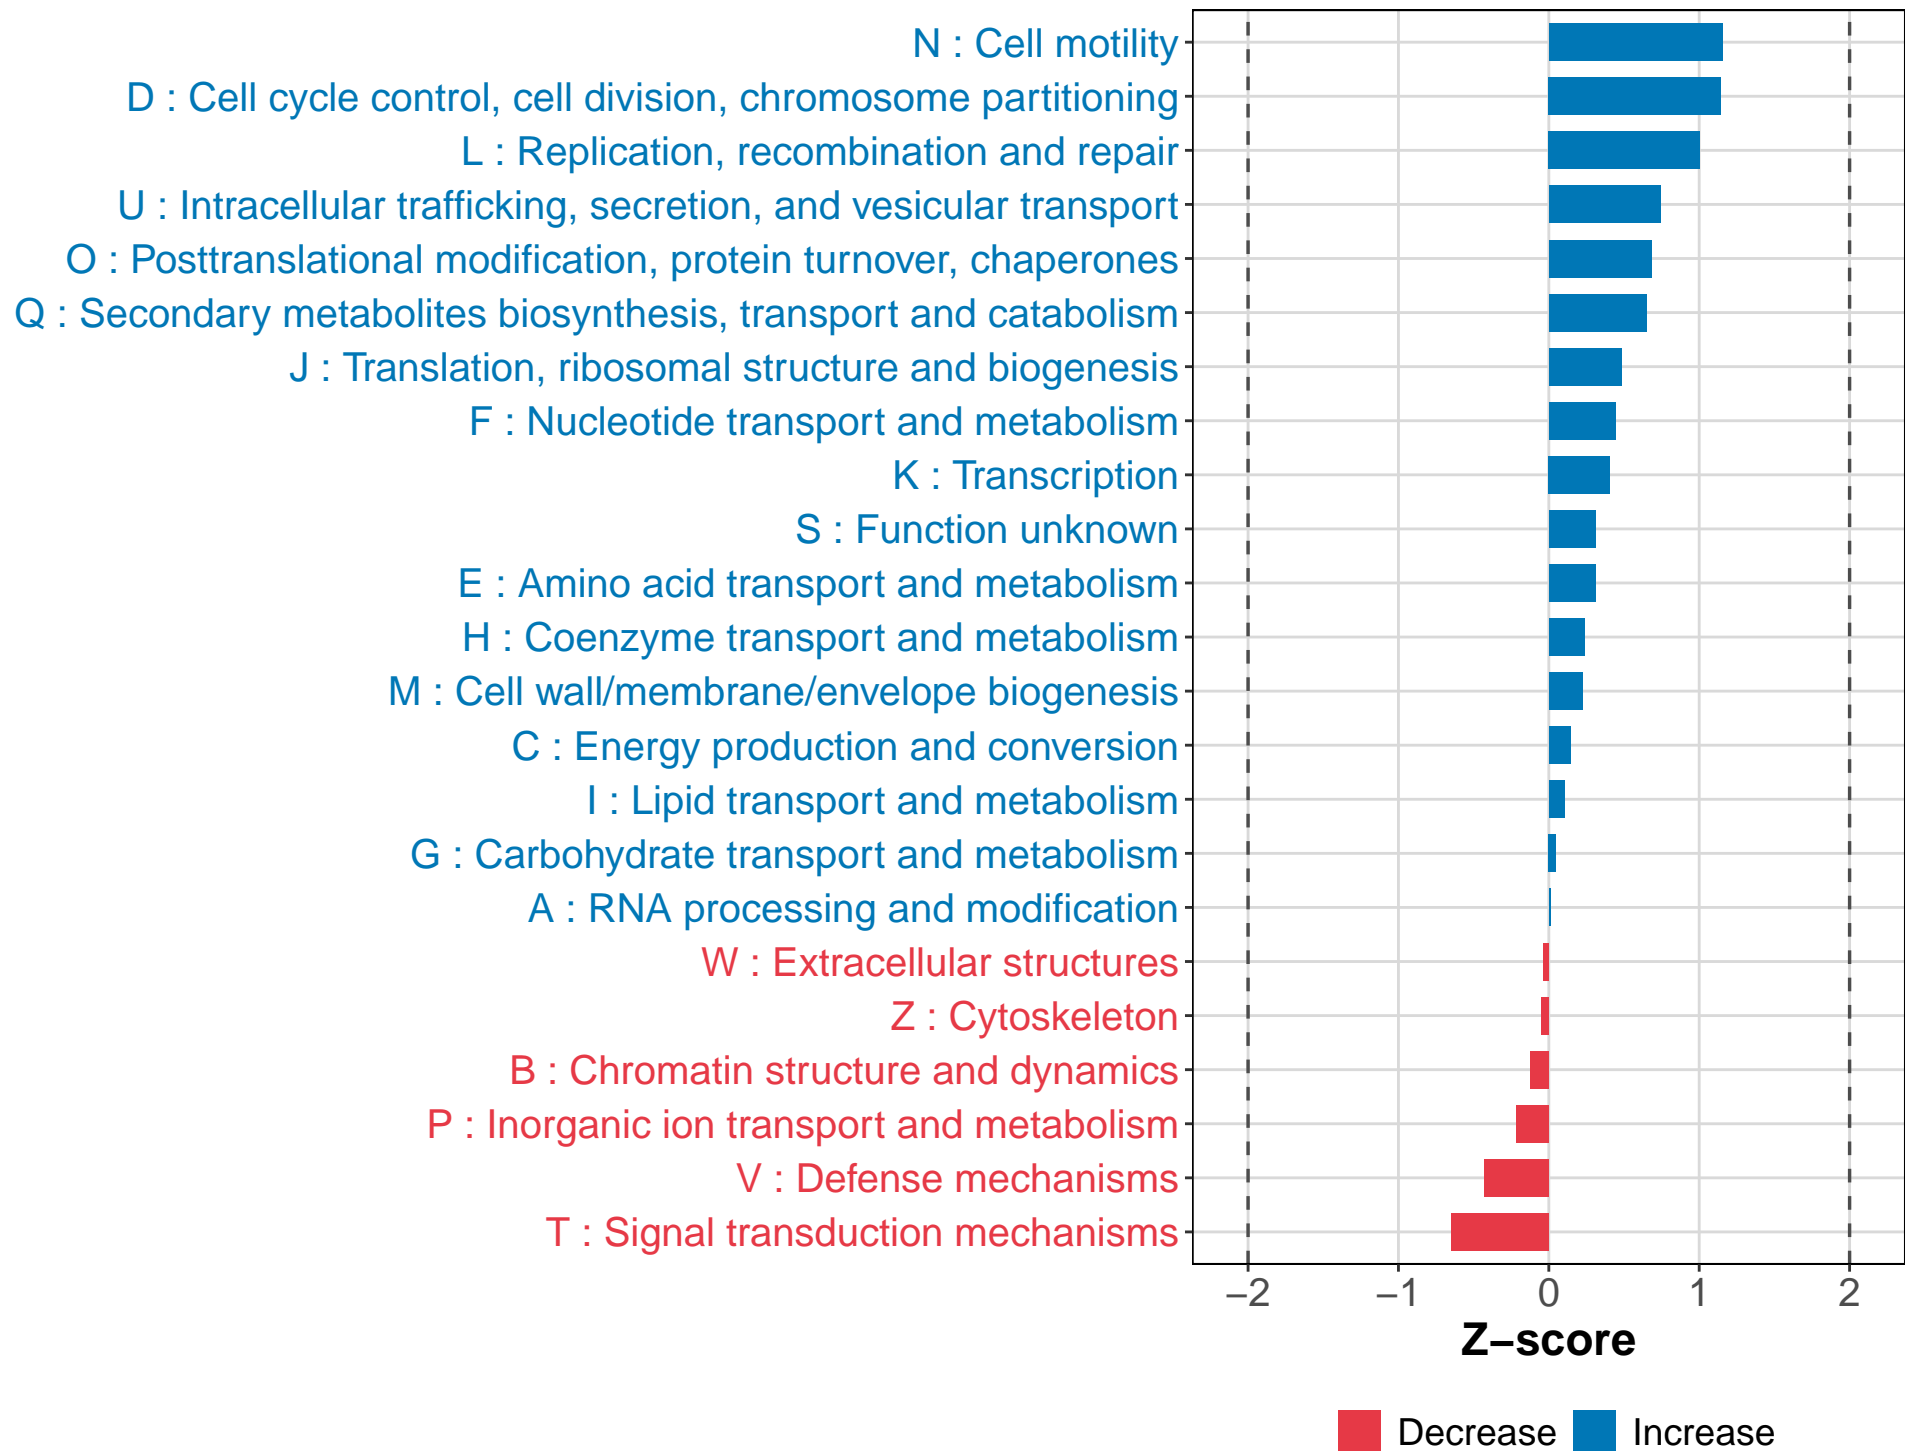 N : Cell motility
D : Cell cycle control, cell division, chromosome partitioning
L : Replication, recombination and repair
U : Intracellular trafficking, secretion, and vesicular transport
O : Posttranslational modification, protein turnover, chaperones
Q : Secondary metabolites biosynthesis, transport and catabolism
J : Translation, ribosomal structure and biogenesis
F : Nucleotide transport and metabolism
K : Transcription
S : Function unknown
E : Amino acid transport and metabolism
H : Coenzyme transport and metabolism
M : Cell wall/membrane/envelope biogenesis
C : Energy production and conversion
I : Lipid transport and metabolism
G : Carbohydrate transport and metabolism
A : RNA processing and modification
W : Extracellular structures
Z : Cytoskeleton
B : Chromatin structure and dynamics
P : Inorganic ion transport and metabolism
V : Defense mechanisms
T : Signal transduction mechanisms
−2 −1 0 1 2
Z−score
Decrease Increase